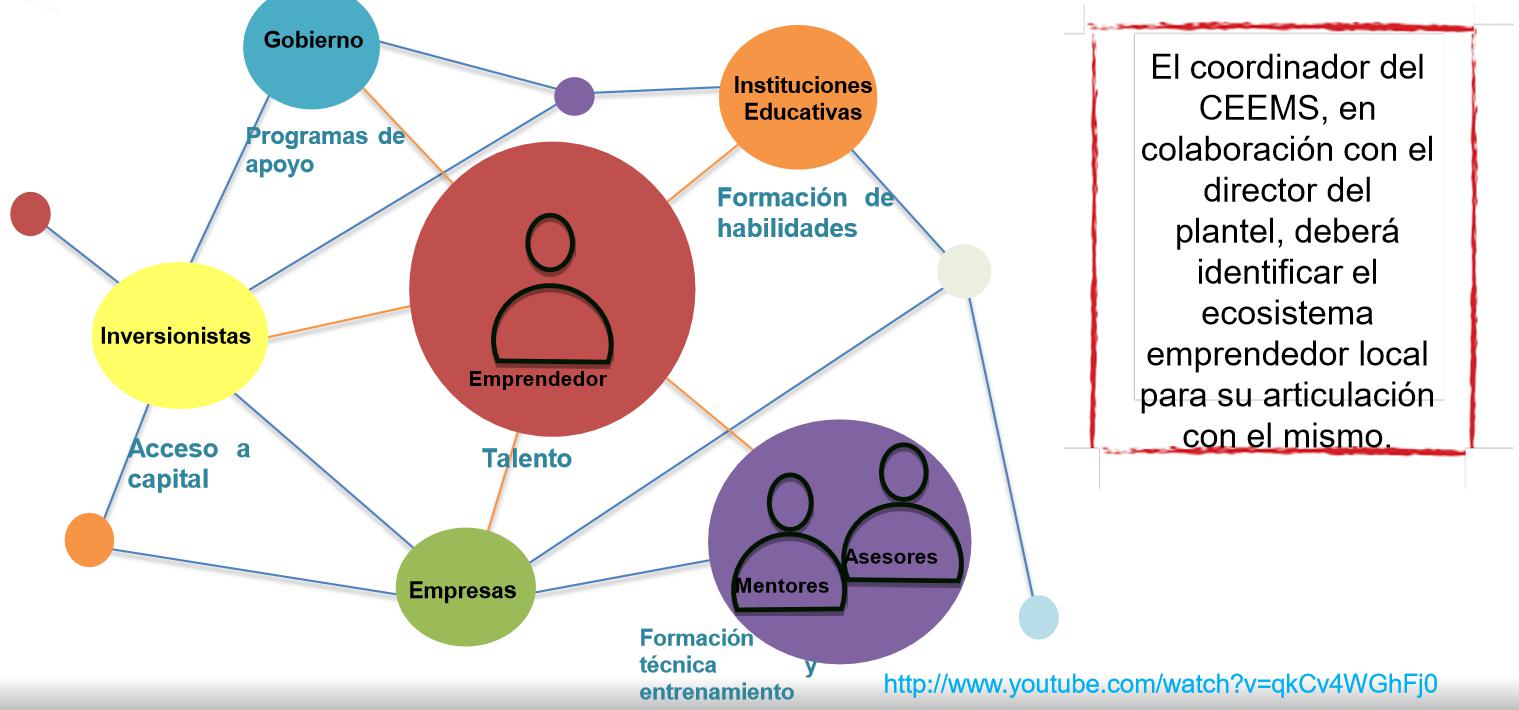 Gobierno
Instituciones
Educativas
Programas de
apoyo
Formación de
habilidades
Inversionistas
Emprendedor
Acceso a
capital
Talento
Empresas
Asesores
Mentores
Formación
técnica y
entrenamiento
El coordinador del
CEEMS, en
colaboración con el
director del
plantel, deberá
identificar el
ecosistema
emprendedor local
para su articulación
con el mismo.
http://www.youtube.com/watch?v=qkCv4WGhFj0